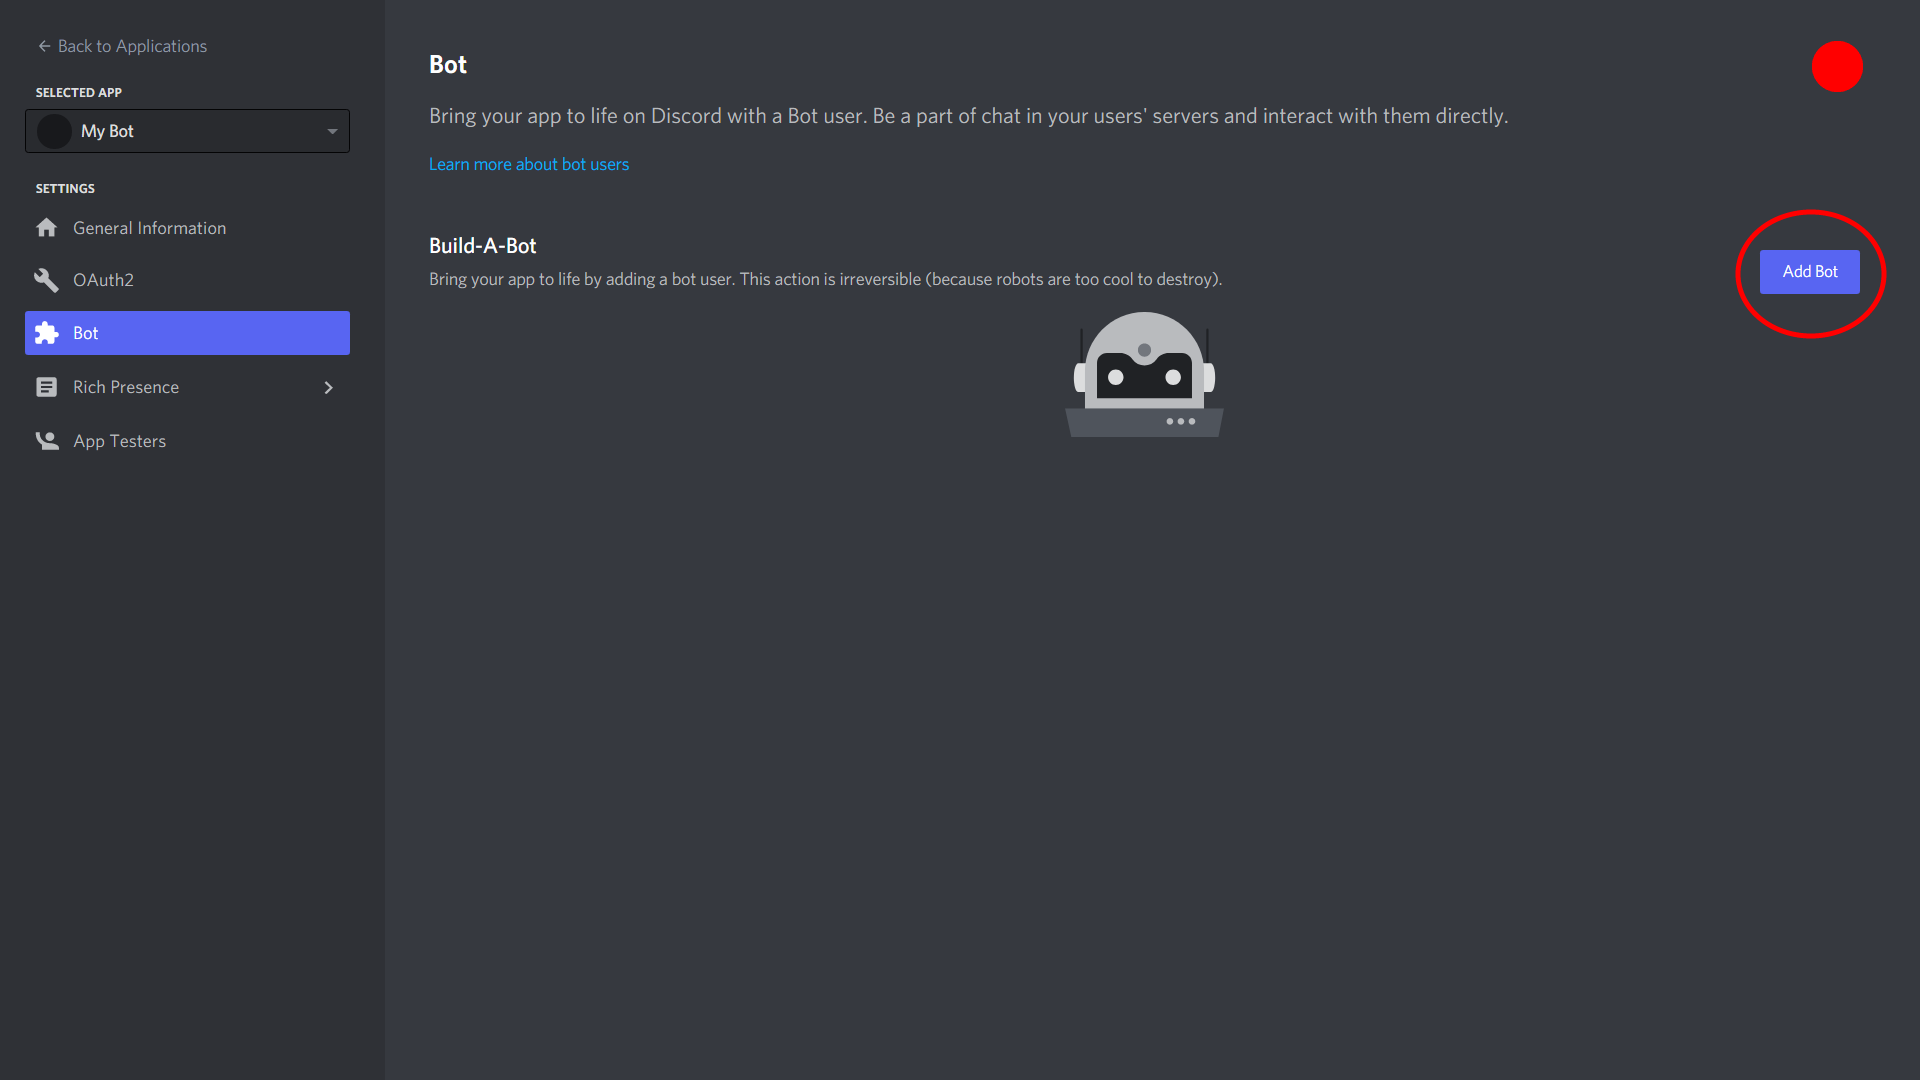 Back to Applications
SELECTED APP
My Bot
SETTINGS
General Information
OAuth2
Bot
Rich Presence
App Testers
Bot
Bring your app to life on Discord with a Bot user. Be a part of chat in your users' servers and interact with them directly.
Learn more about bot users
Build-A-Bot
Bring your app to life by adding a bot user. This action is irreversible (because robots are too cool to destroy).
Add Bot